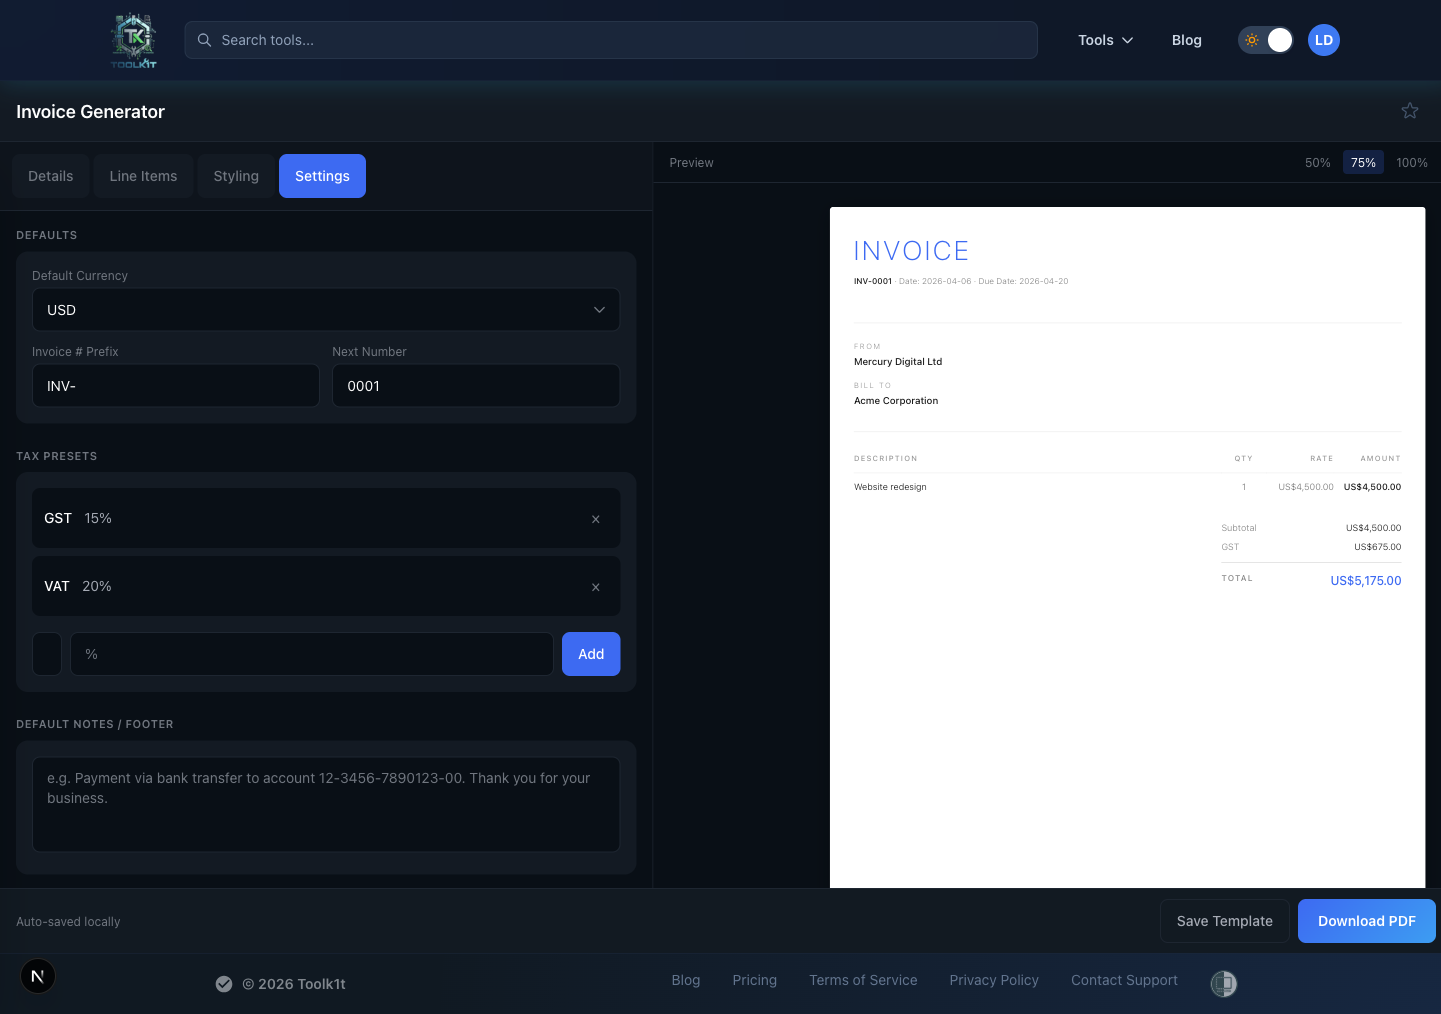 TK
TOOLK1T
Search tools...
Tools
Blog
LD
Invoice Generator
Details
Line Items
Styling
Settings
Preview
50%
75%
100%
DEFAULTS
Default Currency
USD
Invoice # Prefix
Next Number
INV-
0001
TAX PRESETS
GST 15%
×
VAT 20%
×
%
Add
DEFAULT NOTES / FOOTER
e.g. Payment via bank transfer to account 12-3456-7890123-00. Thank you for your
business.
INVOICE
INV-0001 · Date: 2026-04-06 · Due Date: 2026-04-20
FROM
Mercury Digital Ltd
BILL TO
Acme Corporation
DESCRIPTION QTY RATE AMOUNT
Website redesign 1 US$4,500.00 US$4,500.00
Subtotal US$4,500.00
GST US$675.00
TOTAL US$5,175.00
Auto-saved locally
Save Template
Download PDF
N
© 2026 Toolk1t
Blog
Pricing
Terms of Service
Privacy Policy
Contact Support